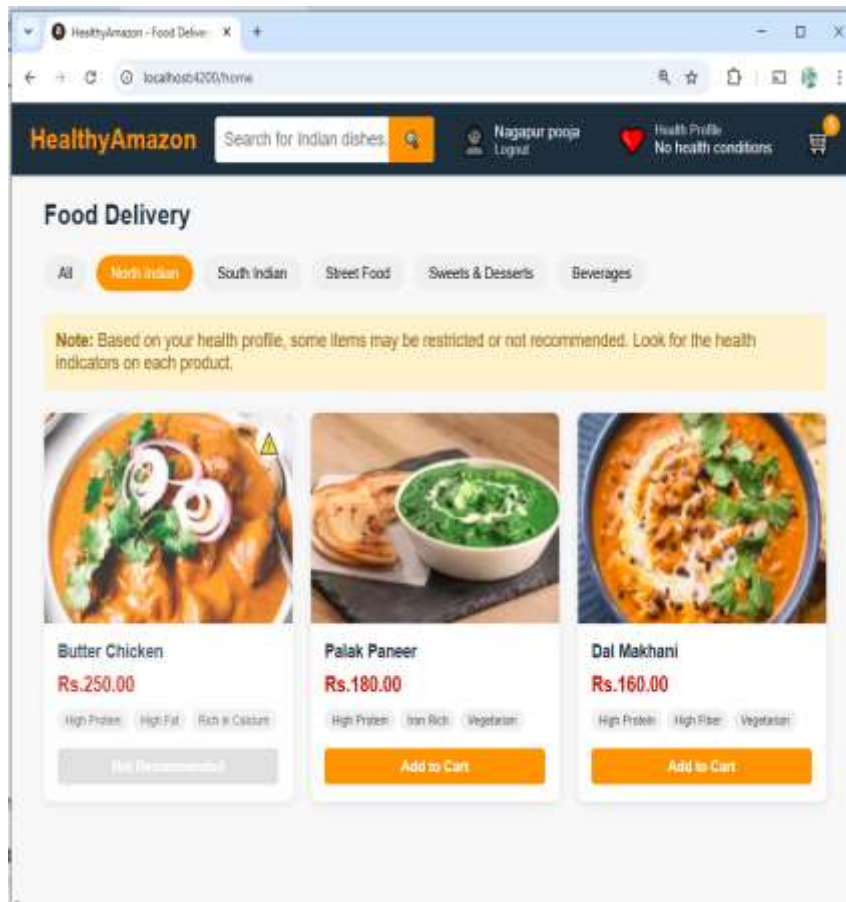 HealthyAmazon - Food Deliver
localhost:4200/home
HealthyAmazon
Search for Indian dishes.
Nagapur pooja
Logout
Health Profile
No health conditions
0
Food Delivery
All
North Indian
South Indian
Street Food
Sweets & Desserts
Beverages
Note: Based on your health profile, some items may be restricted or not recommended. Look for the health
indicators on each product.
Butter Chicken
Rs.250.00
High Protein
High Fat
Rich in Calcium
Not Recommended
Palak Paneer
Rs.180.00
High Protein
Iron Rich
Vegetarian
Add to Cart
Dal Makhani
Rs.160.00
High Protein
High Fiber
Vegetarian
Add to Cart